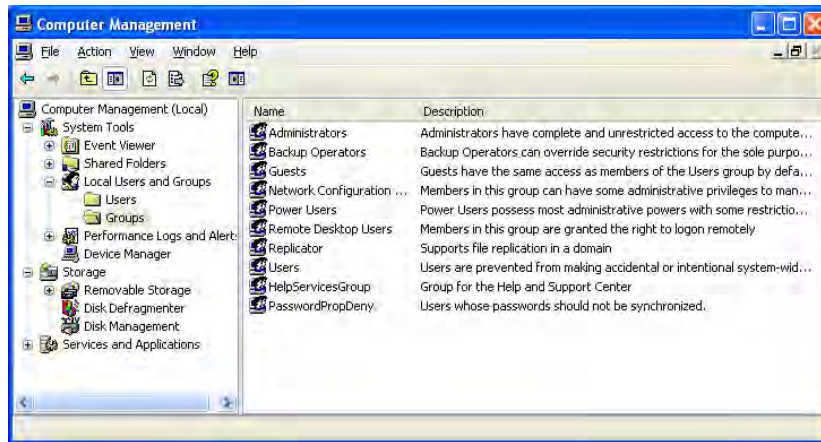 Computer Management
File Action View Window Help
Computer Management (Local)
System Tools
Event Viewer
Shared Folders
Local Users and Groups
Users
Groups
Performance Logs and Alert
Device Manager
Storage
Removable Storage
Disk Defragmenter
Disk Management
Services and Applications
Name Description
Administrators Administrators have complete and unrestricted access to the compute...
Backup Operators Backup Operators can override security restrictions for the sole purpo...
Guests Guests have the same access as members of the Users group by defa...
Network Configuration ... Members in this group can have some administrative privileges to man...
Power Users Power Users possess most administrative powers with some restrictio...
Remote Desktop Users Members in this group are granted the right to logon remotely
Replicator Supports file replication in a domain
Users Users are prevented from making accidental or intentional system-wid...
HelpServicesGroup Group for the Help and Support Center
PasswordPropDeny Users whose passwords should not be synchronized.